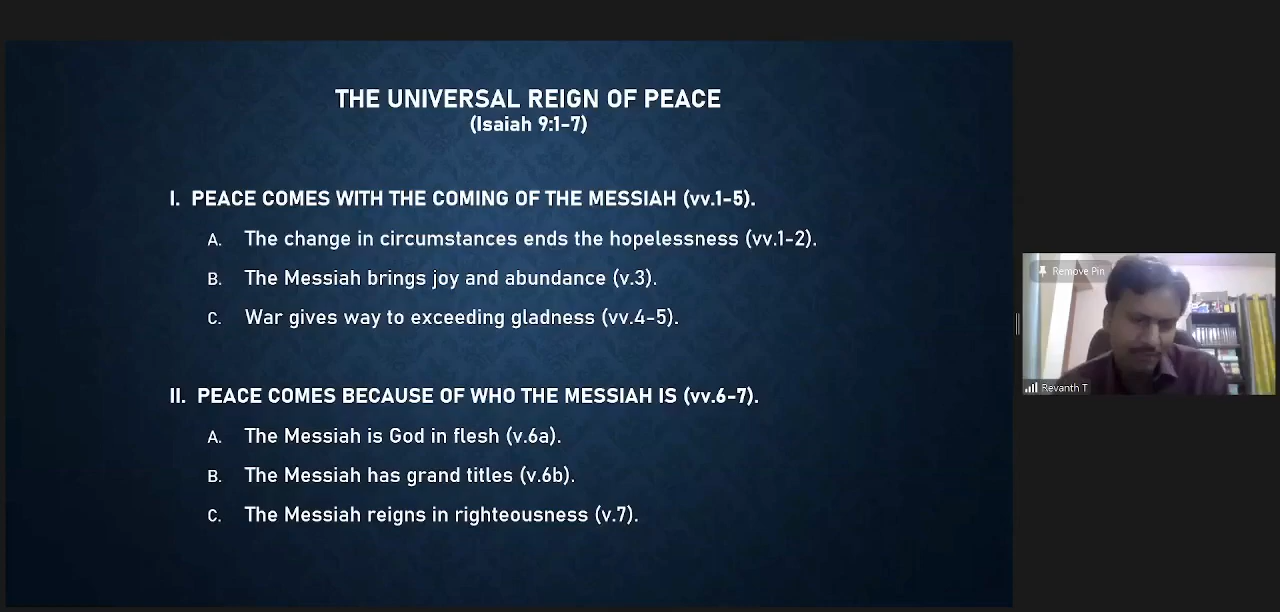 THE UNIVERSAL REIGN OF PEACE
(Isaiah 9:1-7)
I. PEACE COMES WITH THE COMING OF THE MESSIAH (vv.1-5).
A. The change in circumstances ends the hopelessness (vv.1-2).
B. The Messiah brings joy and abundance (v.3).
C. War gives way to exceeding gladness (vv.4-5).
II. PEACE COMES BECAUSE OF WHO THE MESSIAH IS (vv.6-7).
A. The Messiah is God in flesh (v.6a).
B. The Messiah has grand titles (v.6b).
C. The Messiah reigns in righteousness (v.7).
Remove Pin
Revanth T